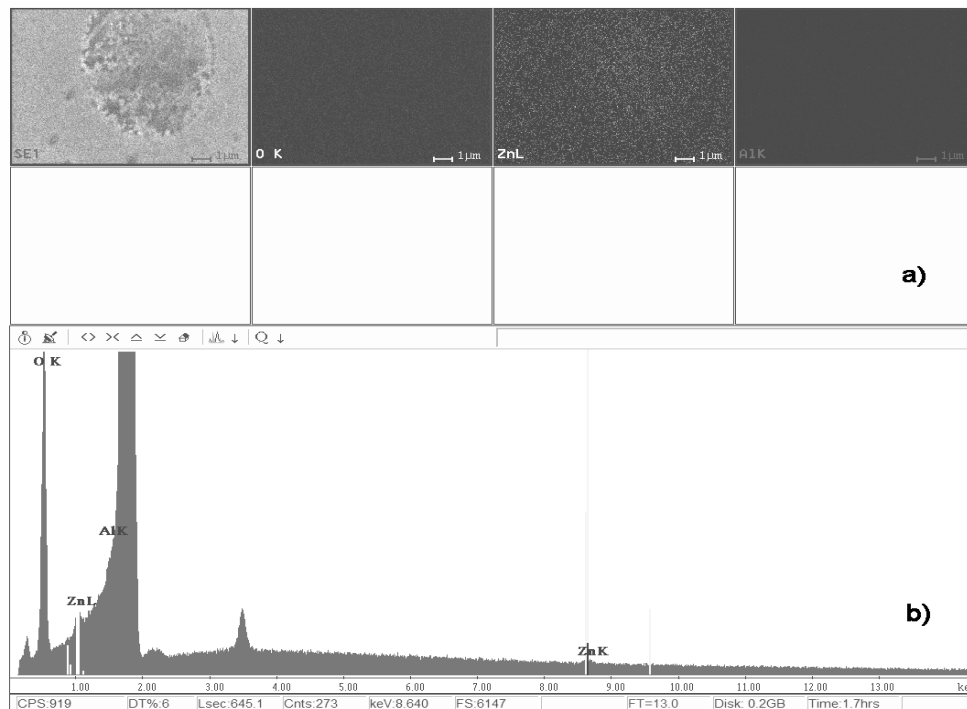 SE1 1µm O K 1µm ZnL 1µm AlK 1µm
a)
O K
AlK
ZnL
b)
ZnK
1.00 2.00 3.00 4.00 5.00 6.00 7.00 8.00 9.00 10.00 11.00 12.00 13.00 ke
CPS:919 DT%:6 Lsec:645.1 Cnts:273 keV:8.640 FS:6147 FT=13.0 Disk: 0.2GB Time:1.7hrs